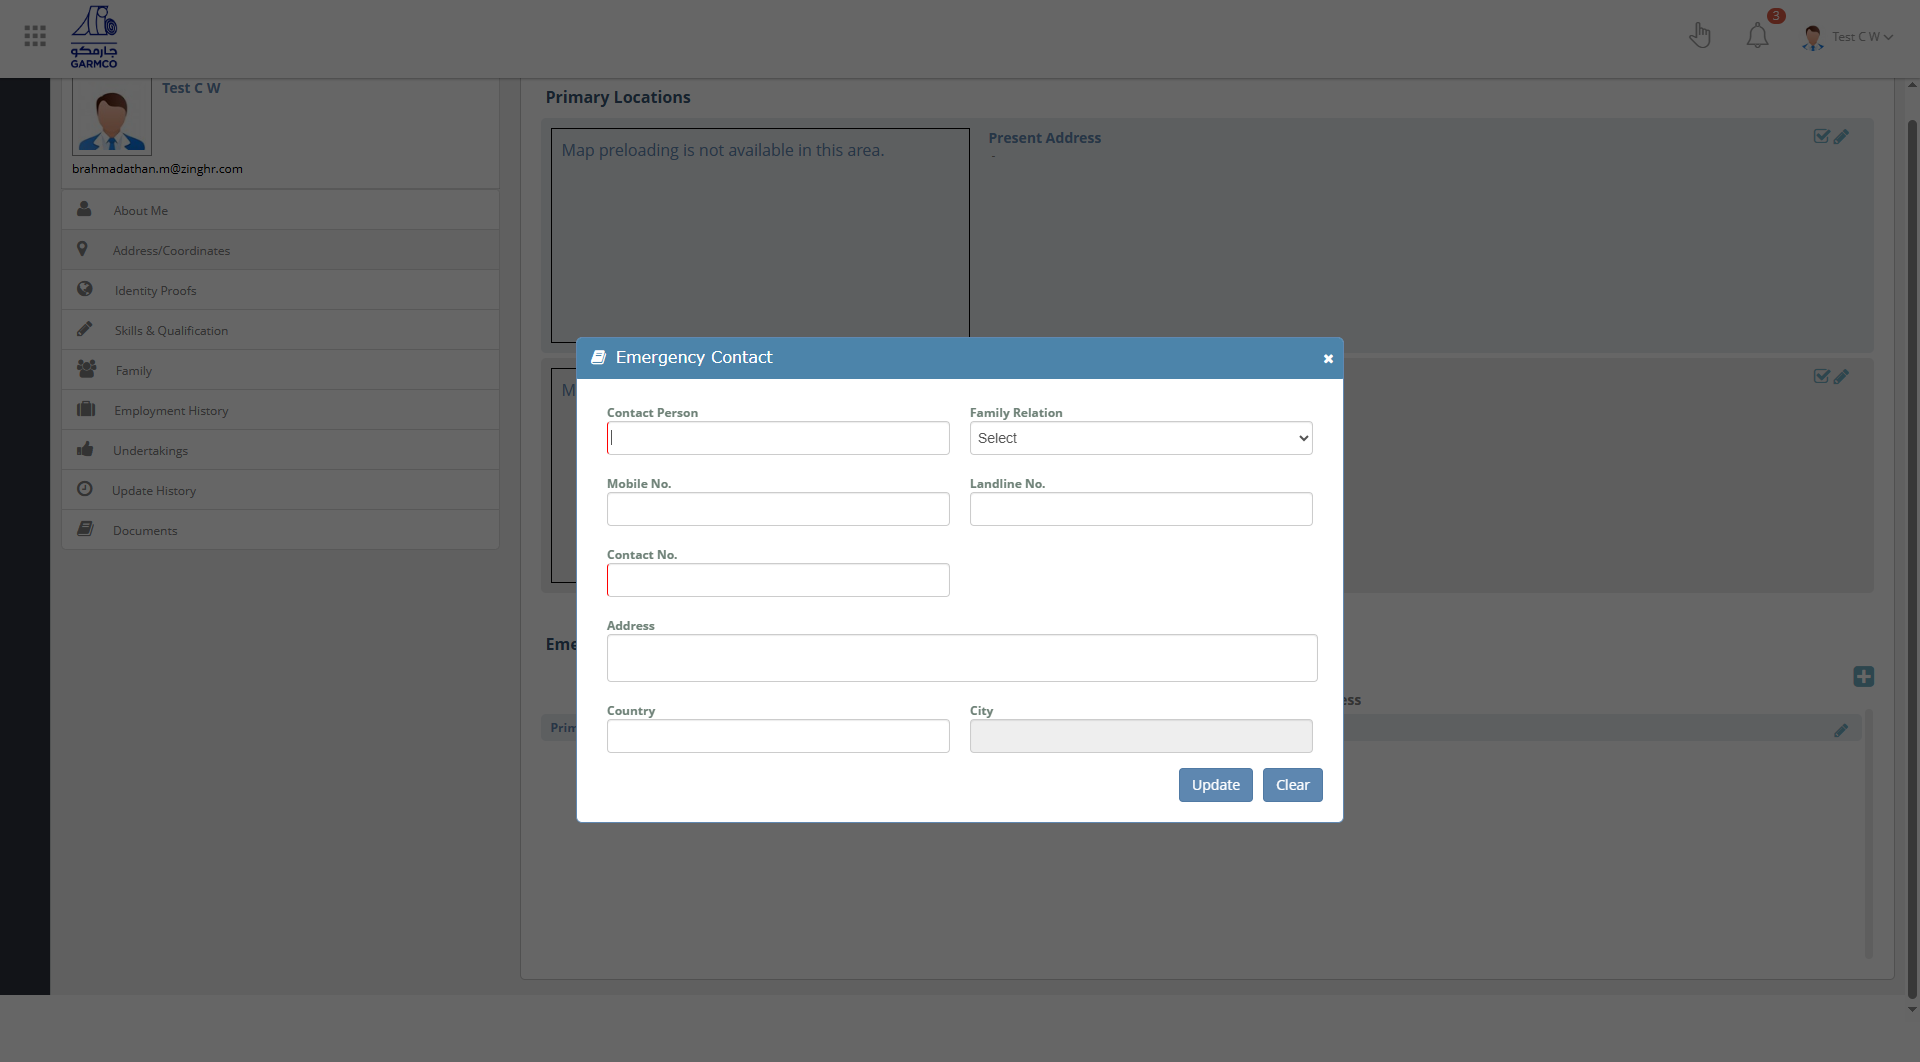 جارمكو
GARMCO
3
Test C W
Test C W
brahmadathan.m@zinghr.com
About Me
Address/Coordinates
Identity Proofs
Skills & Qualification
Family
Employment History
Undertakings
Update History
Documents
Primary Locations
Map preloading is not available in this area.
Present Address
-
M
Eme
ess
Prim
Emergency Contact
Contact Person
Family Relation
Select
Mobile No.
Landline No.
Contact No.
Address
Country
City
Update
Clear